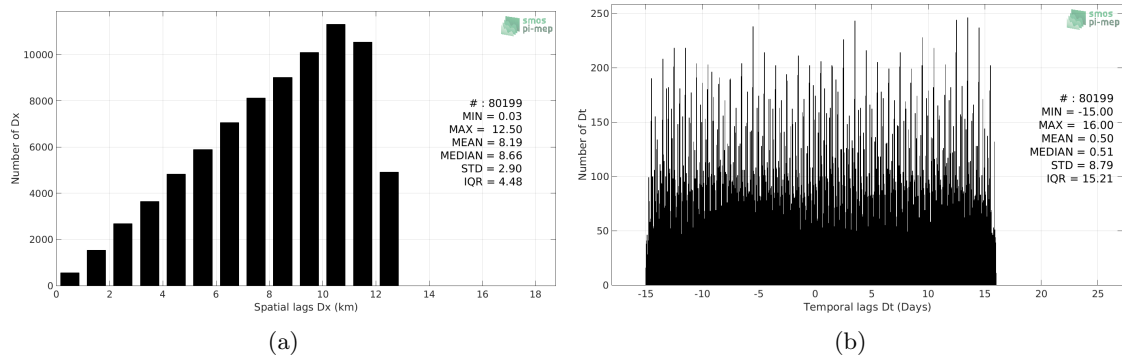 smos
pi-mep
10000
8000
6000
4000
2000
0
Number of Dx
# : 80199
MIN = 0.03
MAX = 12.50
MEAN = 8.19
MEDIAN = 8.66
STD = 2.90
IQR = 4.48
0 2 4 6 8 10 12 14 16 18
Spatial lags Dx (km)
(a)
smos
pi-mep
250
200
150
100
50
0
Number of Dt
# : 80199
MIN = -15.00
MAX = 16.00
MEAN = 0.50
MEDIAN = 0.51
STD = 8.79
IQR = 15.21
-15 -10 -5 0 5 10 15 20 25
Temporal lags Dt (Days)
(b)